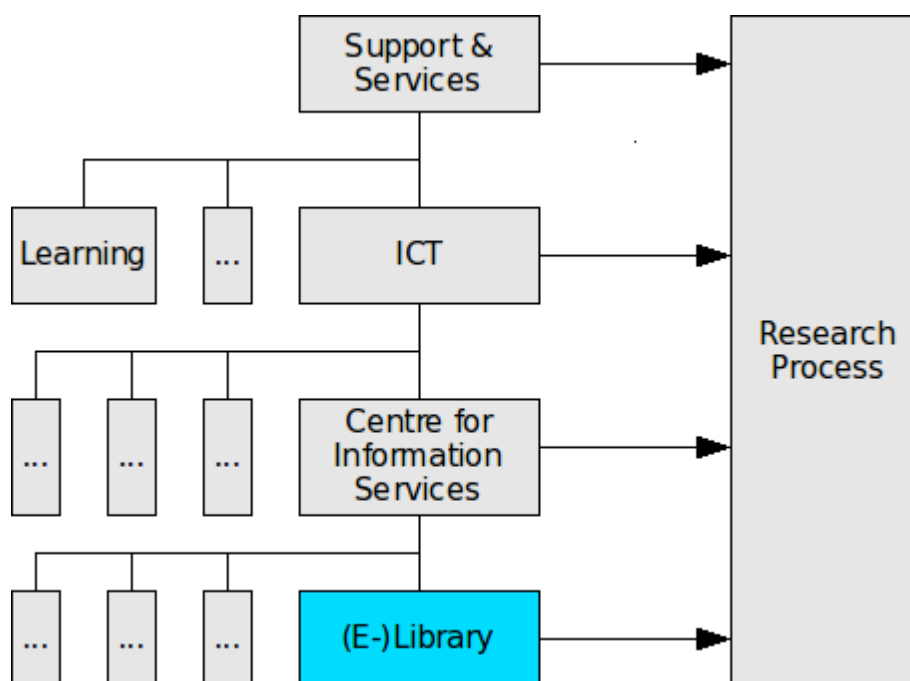 Support &
Services
Learning
...
ICT
Research
Process
...
...
...
Centre for
Information
Services
...
...
...
(E-)Library